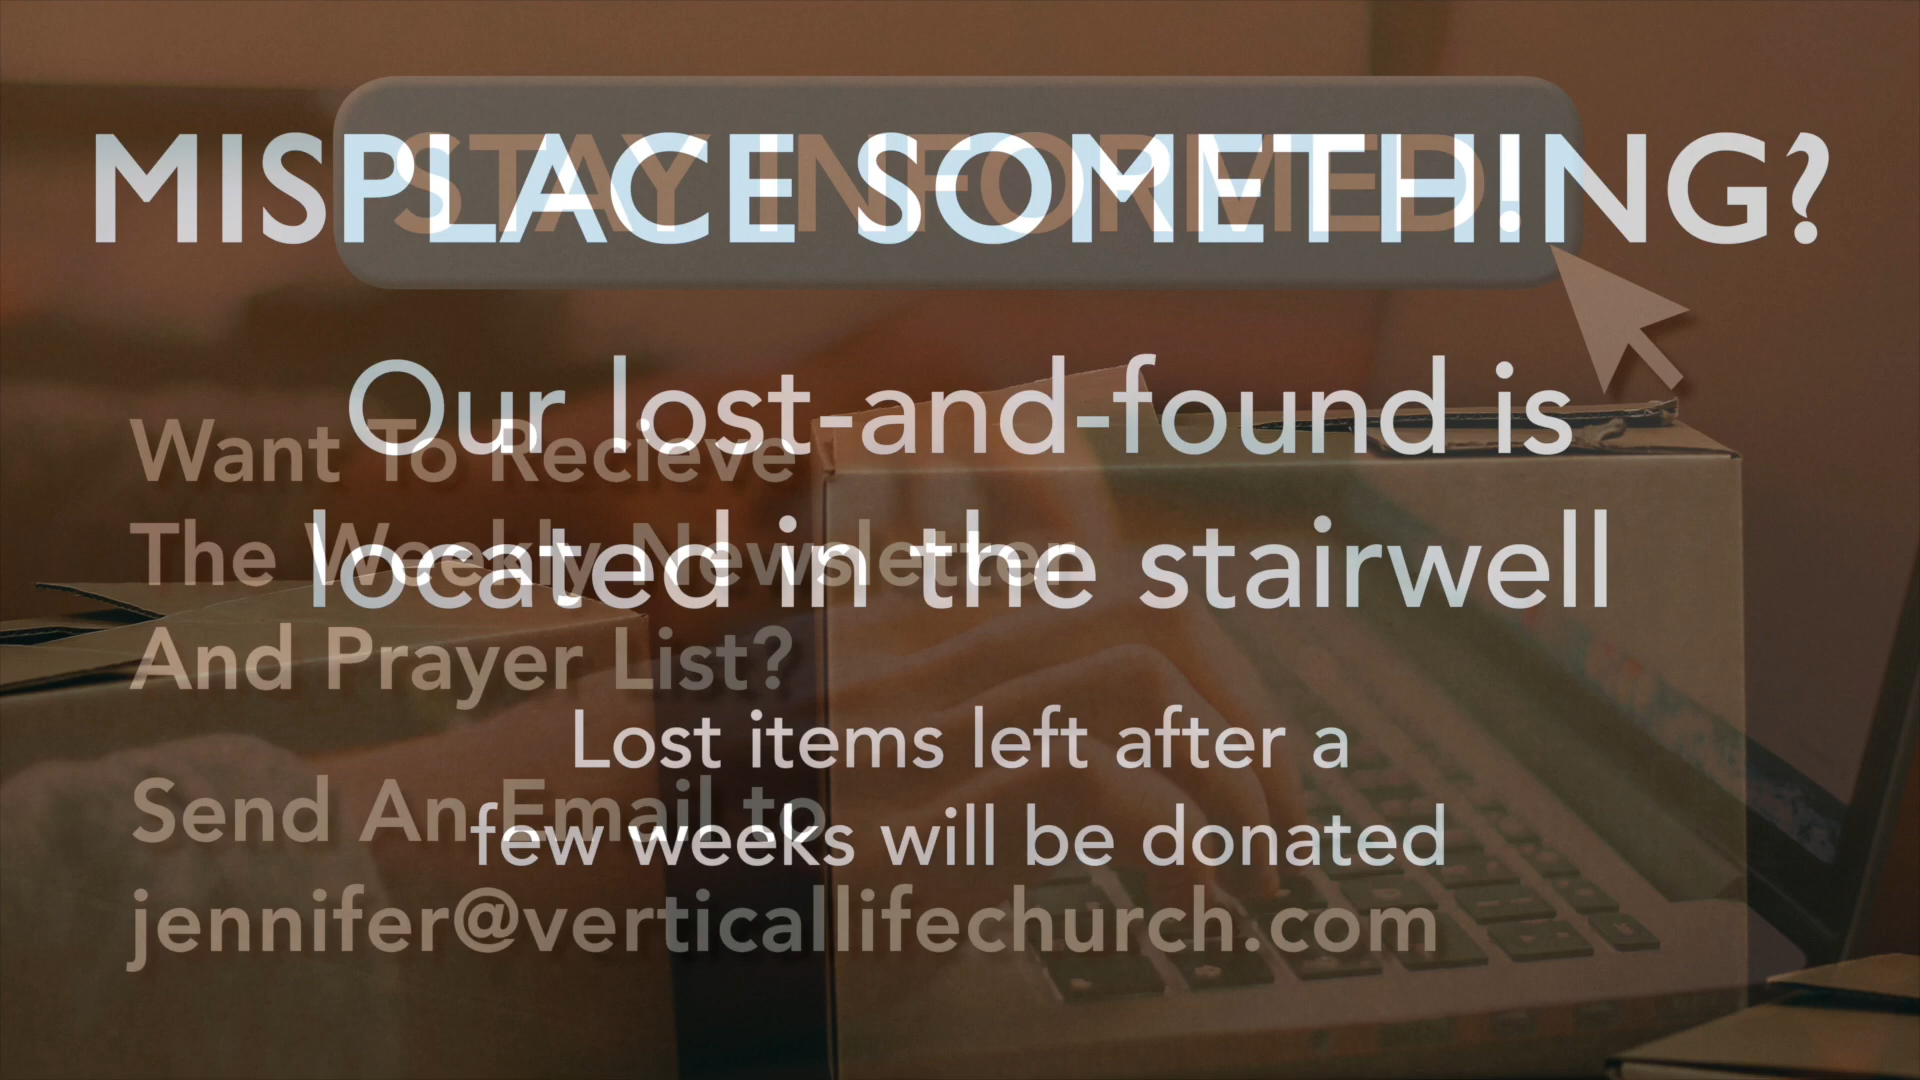 MISPLACE SOMETHING?
Our lost-and-found is
located in the stairwell
Lost items left after a
few weeks will be donated
STAY INFORMED!
Want To Recieve
The Weekly Newsletter
And Prayer List?
Send An Email to
jennifer@verticallifechurch.com